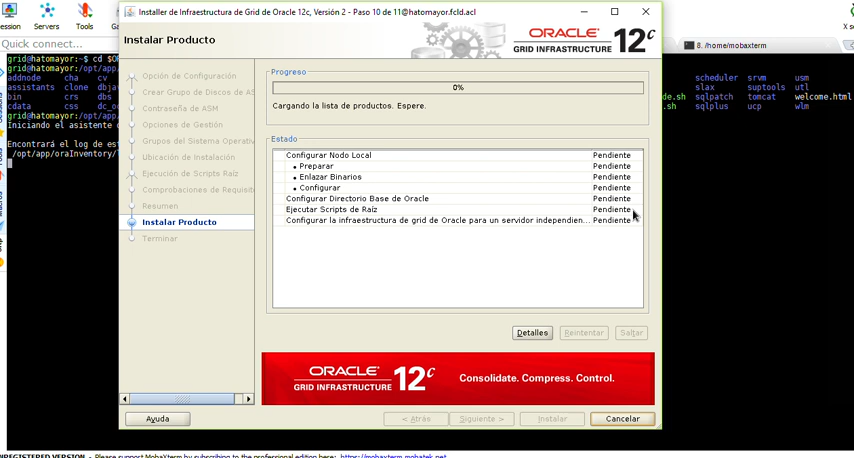 Installer de Infraestructura de Grid de Oracle 12c, Versión 2 - Paso 10 de 11@hatomayor.fcld.acl
ession Servers Tools
Quick connect...
8. /home/mobaxterm
Instalar Producto
ORACLE
GRID INFRASTRUCTURE 12c
grid@hatomayor:~$ cd $O
grid@hatomayor:/opt/app/
addnode cha cv
assistants clone dbja
bin crs dbs
cdata css dc_o
grid@hatomayor:/opt/app/
Iniciando el asistente
Encontrará el log de es
/opt/app/oraInventory/
scheduler srvm usm
sqlpatch suptools utl
de.sh sqlpatch tomcat welcome.html
.sh sqlplus ucp wlm
Opción de Configuración
Crear Grupo de Discos de AS
Contraseña de ASM
Opciones de Gestión
Grupos del Sistema Operativ
Ubicación de Instalación
Ejecución de Scripts Raíz
Comprobaciones de Requisit
Resumen
Instalar Producto
Terminar
Progreso
0%
Cargando la lista de productos. Espere.
Estado
Configurar Nodo Local Pendiente
• Preparar Pendiente
• Enlazar Binarios Pendiente
• Configurar Pendiente
Configurar Directorio Base de Oracle Pendiente
Ejecutar Scripts de Raíz Pendiente
Configurar la infraestructura de grid de Oracle para un servidor independien... Pendiente
Detalles Reintentar Saltar
ORACLE
GRID INFRASTRUCTURE 12c Consolidate. Compress. Control.
Ayuda < Atrás Siguiente > Instalar Cancelar
NREGISTERED VERSION - Please support MobaXterm by subscribing to the professional edition here: https://mobaxterm.mobatek.net